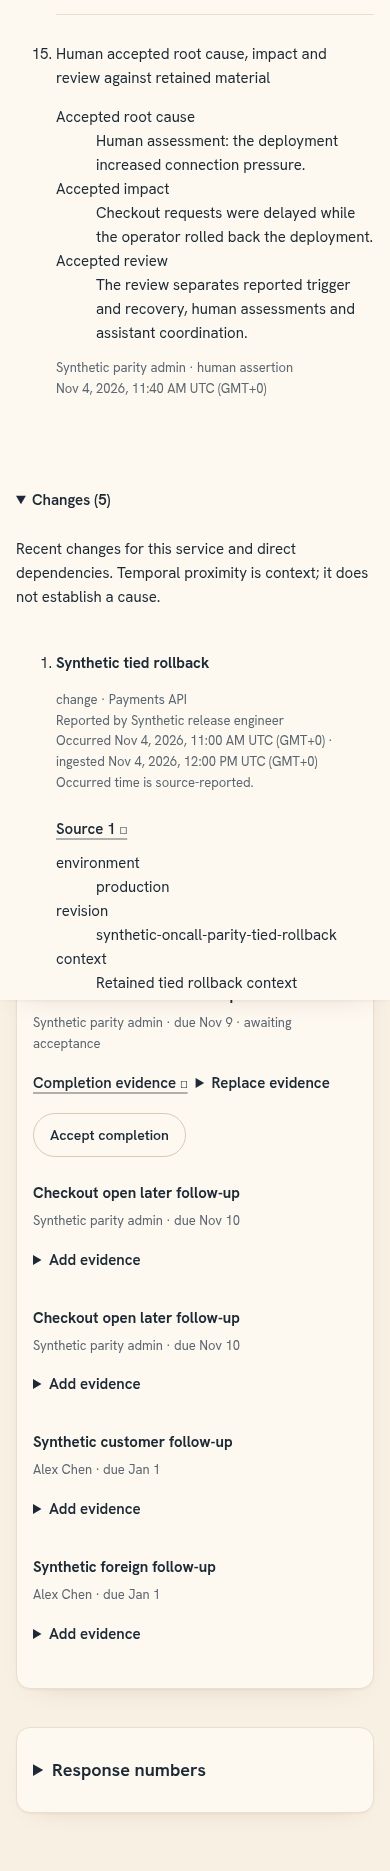 15. Human accepted root cause, impact and
review against retained material
Accepted root cause
Human assessment: the deployment
increased connection pressure.
Accepted impact
Checkout requests were delayed while
the operator rolled back the deployment.
Accepted review
The review separates reported trigger
and recovery, human assessments and
assistant coordination.
Synthetic parity admin · human assertion
Nov 4, 2026, 11:40 AM UTC (GMT+0)
▼ Changes (5)
Recent changes for this service and direct
dependencies. Temporal proximity is context; it does
not establish a cause.
1. Synthetic tied rollback
change · Payments API
Reported by Synthetic release engineer
Occurred Nov 4, 2026, 11:00 AM UTC (GMT+0) ·
ingested Nov 4, 2026, 12:00 PM UTC (GMT+0)
Occurred time is source-reported.
Source 1
environment
production
revision
synthetic-oncall-parity-tied-rollback
context
Retained tied rollback context
Synthetic parity admin · due Nov 9 · awaiting
acceptance
Completion evidence ▶ Replace evidence
Accept completion
Checkout open later follow-up
Synthetic parity admin · due Nov 10
▶ Add evidence
Checkout open later follow-up
Synthetic parity admin · due Nov 10
▶ Add evidence
Synthetic customer follow-up
Alex Chen · due Jan 1
▶ Add evidence
Synthetic foreign follow-up
Alex Chen · due Jan 1
▶ Add evidence
▶ Response numbers